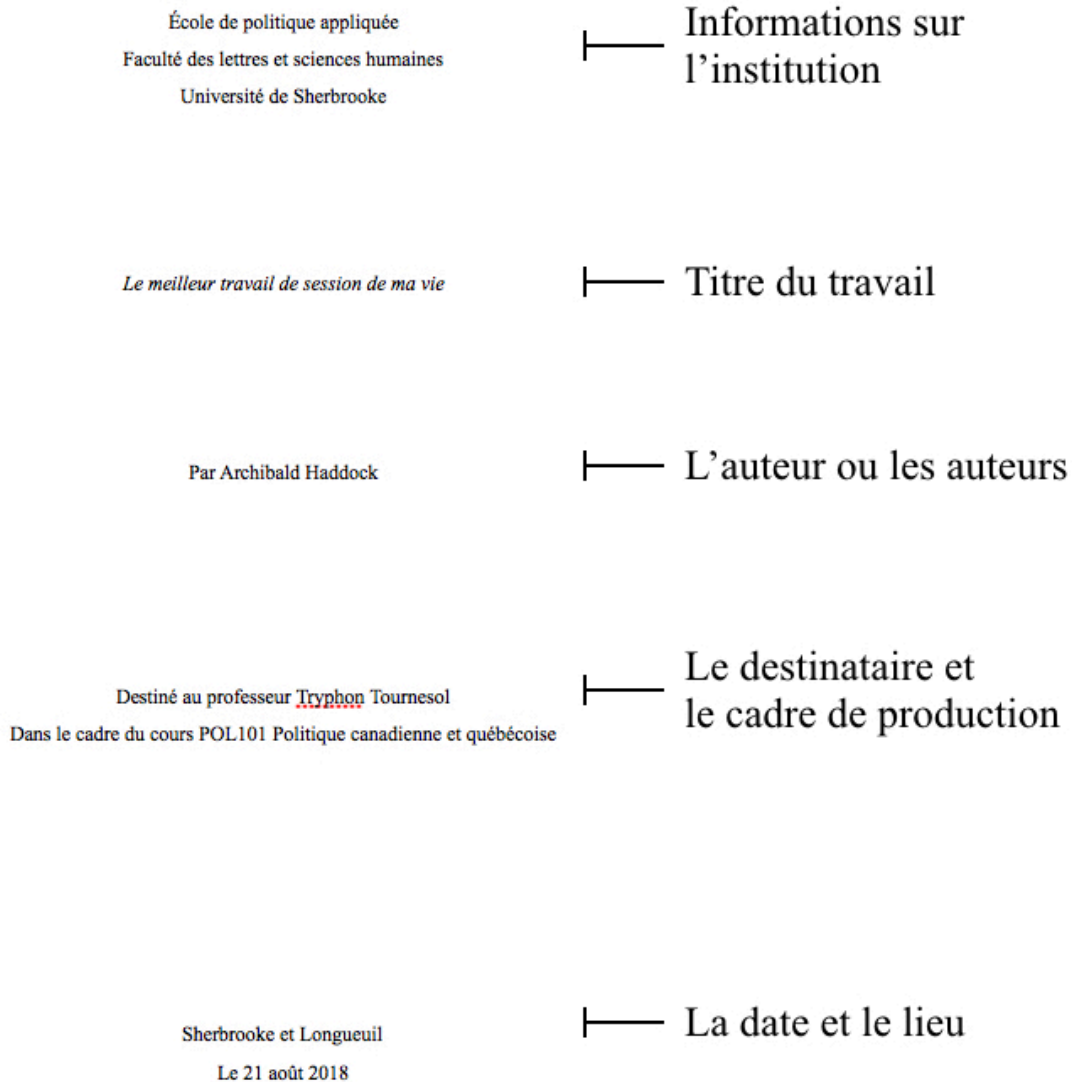 École de politique appliquée
Faculté des lettres et sciences humaines
Université de Sherbrooke
Informations sur
l’institution
Le meilleur travail de session de ma vie
Titre du travail
Par Archibald Haddock
L’auteur ou les auteurs
Destiné au professeur Tryphon Tournesol
Dans le cadre du cours POL101 Politique canadienne et québécoise
Le destinataire et
le cadre de production
Sherbrooke et Longueuil
Le 21 août 2018
La date et le lieu